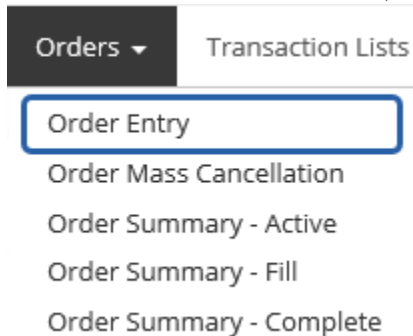 Orders Transaction Lists
Order Entry
Order Mass Cancellation
Order Summary - Active
Order Summary - Fill
Order Summary - Complete